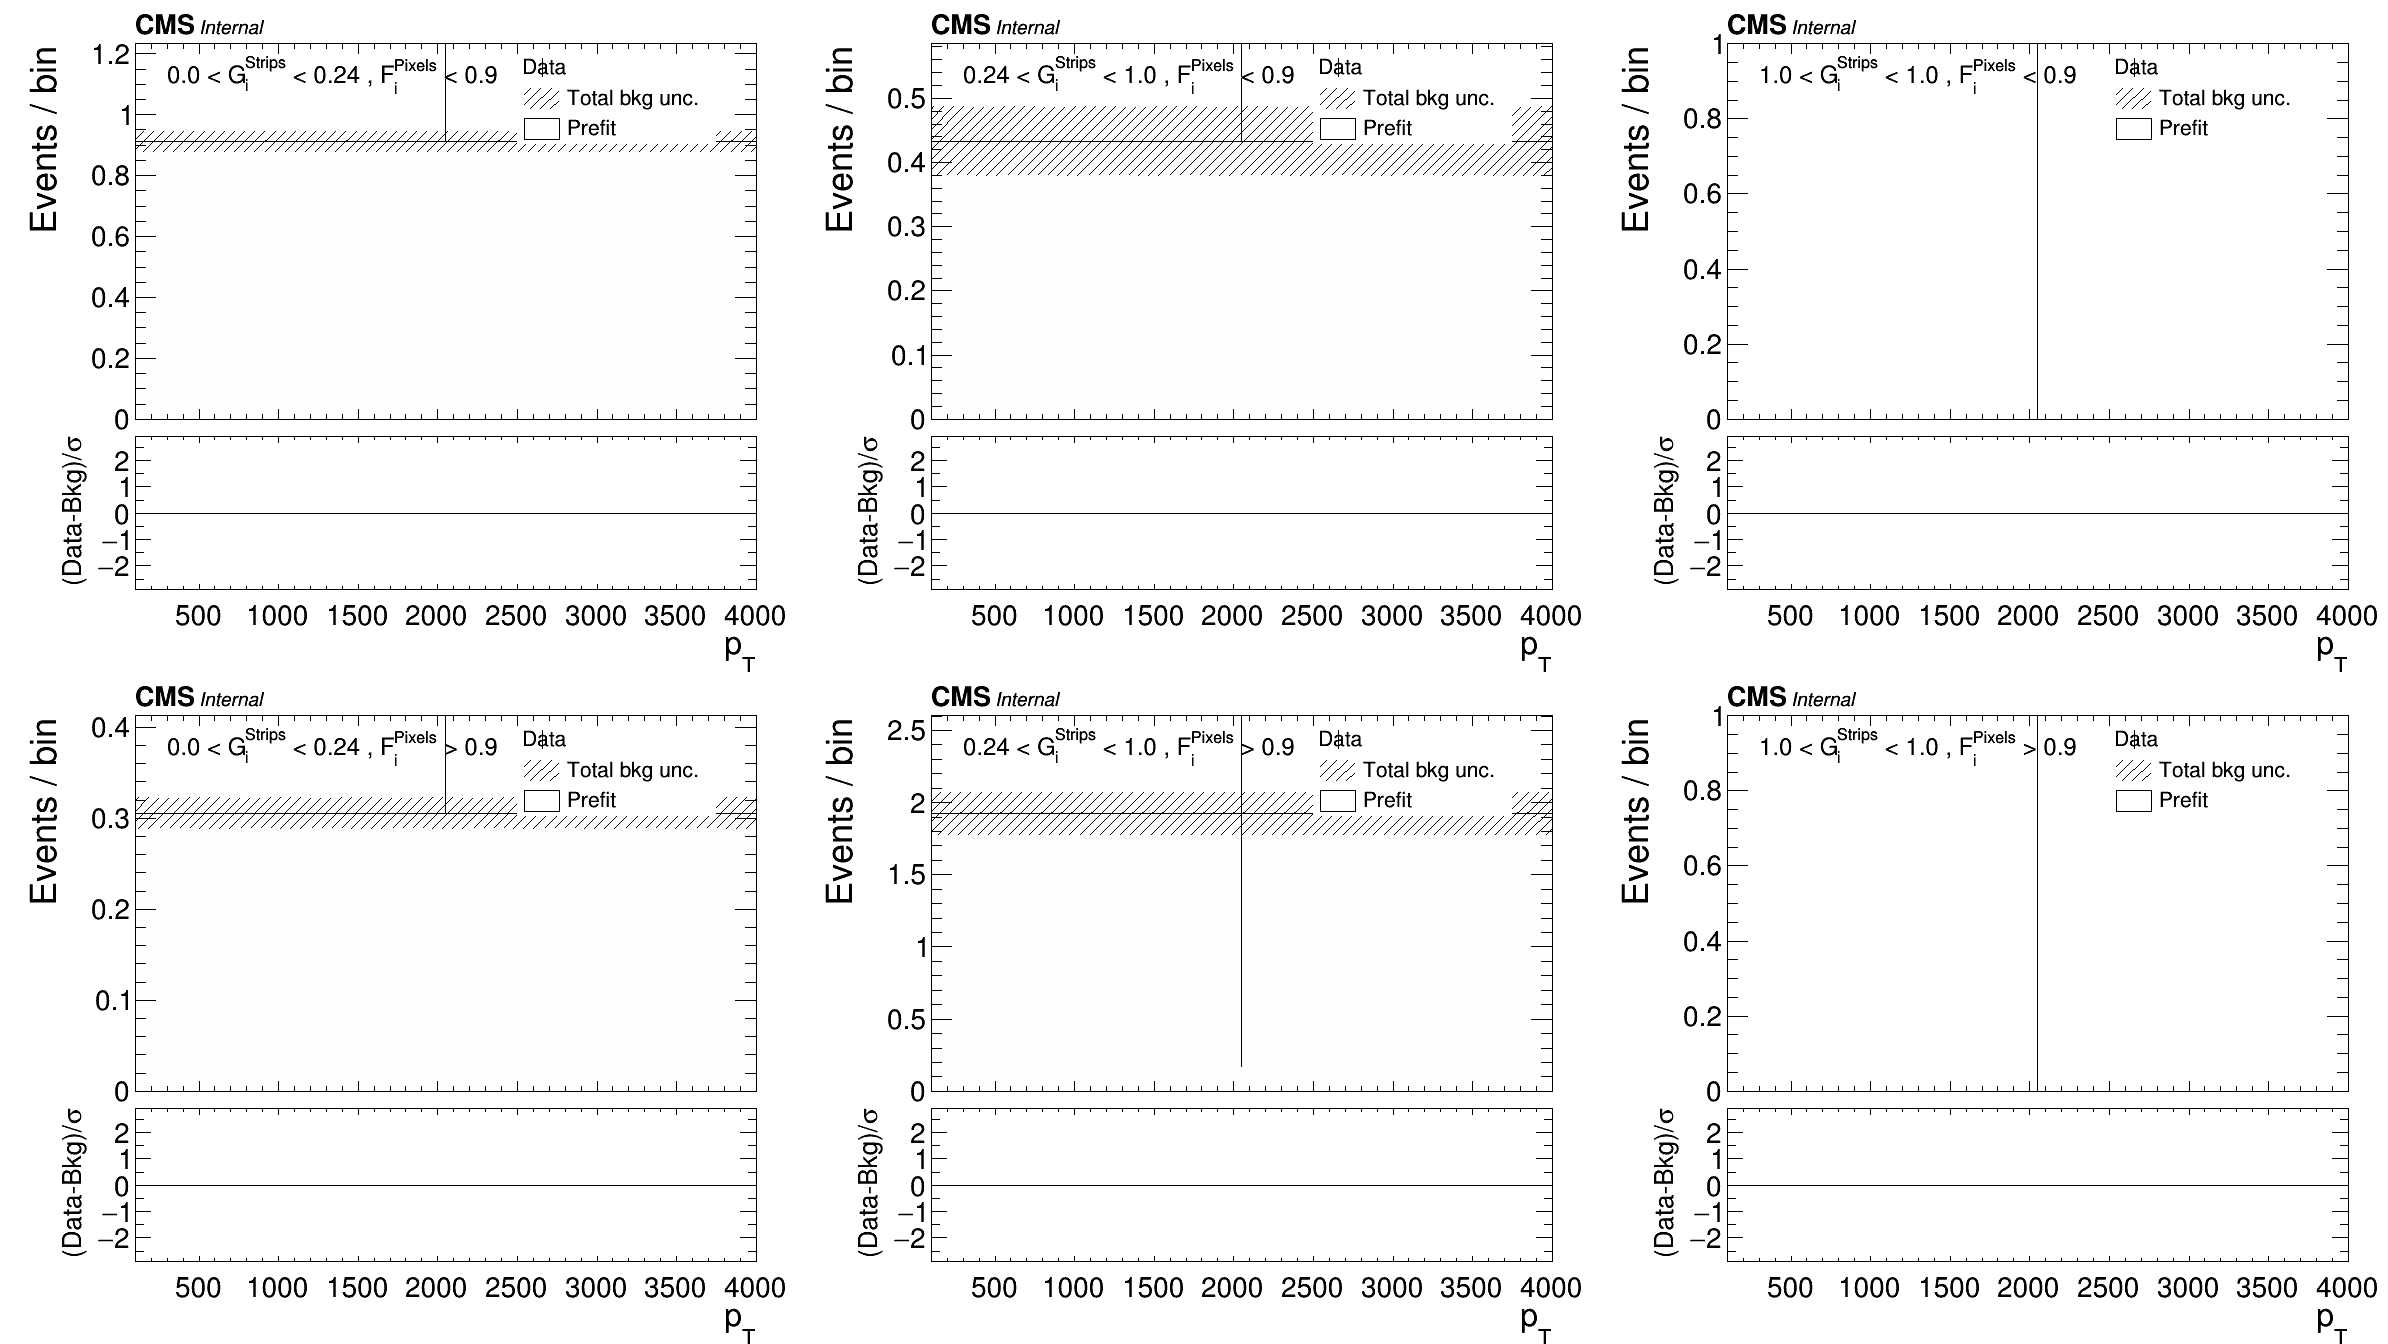 CMS Internal
Events / bin
0.0 < G_i^Strips < 0.24 , F_i^Pixels < 0.9
Data
Total bkg unc.
Prefit
1.2
1
0.8
0.6
0.4
0.2
0
(Data-Bkg)/σ
2
1
0
−1
−2
500 1000 1500 2000 2500 3000 3500 4000
p_T
CMS Internal
Events / bin
0.24 < G_i^Strips < 1.0 , F_i^Pixels < 0.9
Data
Total bkg unc.
Prefit
0.5
0.4
0.3
0.2
0.1
0
(Data-Bkg)/σ
2
1
0
−1
−2
500 1000 1500 2000 2500 3000 3500 4000
p_T
CMS Internal
Events / bin
1.0 < G_i^Strips < 1.0 , F_i^Pixels < 0.9
Data
Total bkg unc.
Prefit
1
0.8
0.6
0.4
0.2
0
(Data-Bkg)/σ
2
1
0
−1
−2
500 1000 1500 2000 2500 3000 3500 4000
p_T
CMS Internal
Events / bin
0.0 < G_i^Strips < 0.24 , F_i^Pixels > 0.9
Data
Total bkg unc.
Prefit
0.4
0.3
0.2
0.1
0
(Data-Bkg)/σ
2
1
0
−1
−2
500 1000 1500 2000 2500 3000 3500 4000
p_T
CMS Internal
Events / bin
0.24 < G_i^Strips < 1.0 , F_i^Pixels > 0.9
Data
Total bkg unc.
Prefit
2.5
2
1.5
1
0.5
0
(Data-Bkg)/σ
2
1
0
−1
−2
500 1000 1500 2000 2500 3000 3500 4000
p_T
CMS Internal
Events / bin
1.0 < G_i^Strips < 1.0 , F_i^Pixels > 0.9
Data
Total bkg unc.
Prefit
1
0.8
0.6
0.4
0.2
0
(Data-Bkg)/σ
2
1
0
−1
−2
500 1000 1500 2000 2500 3000 3500 4000
p_T